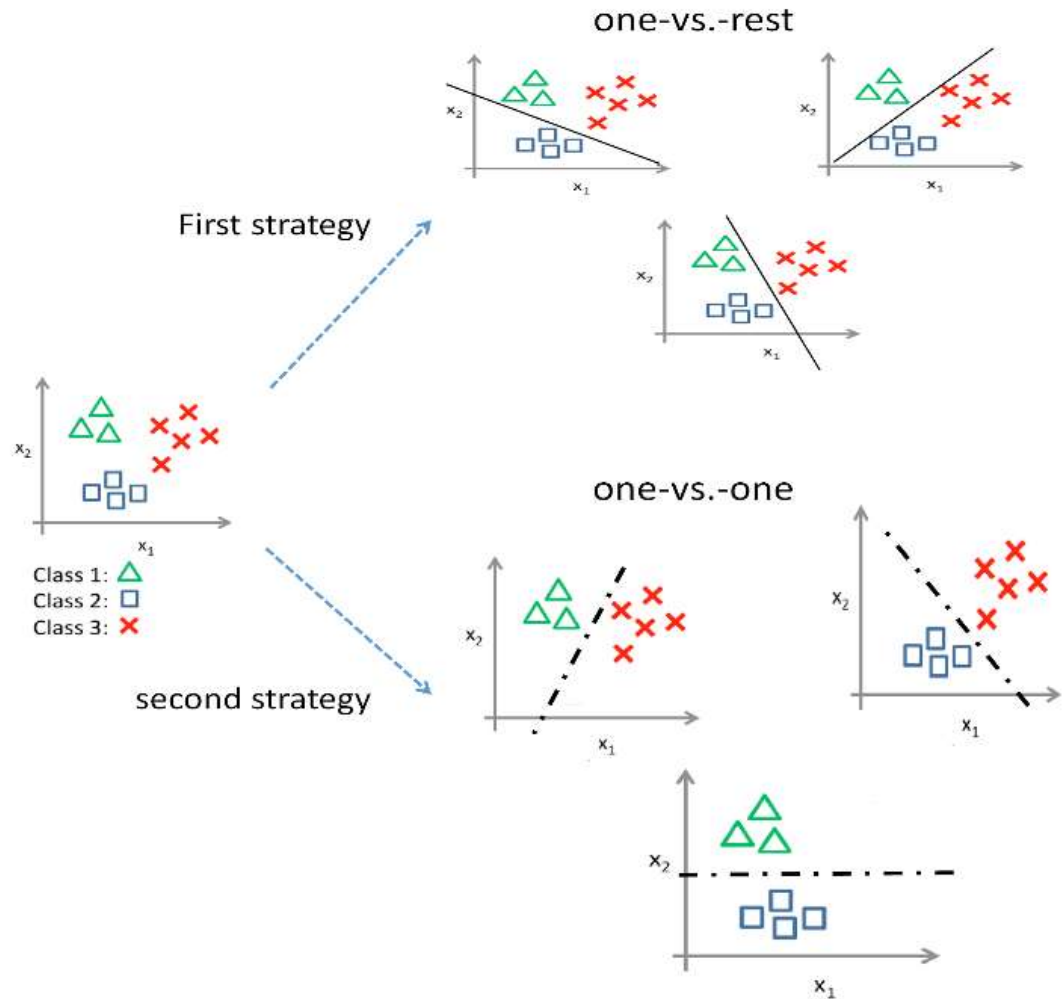 one-vs.-rest
x₂
x₁
x₂
x₁
First strategy
x₂
x₁
x₂
x₁
Class 1:
Class 2:
Class 3:
one-vs.-one
x₂
x₁
x₂
x₁
second strategy
x₂
x₁